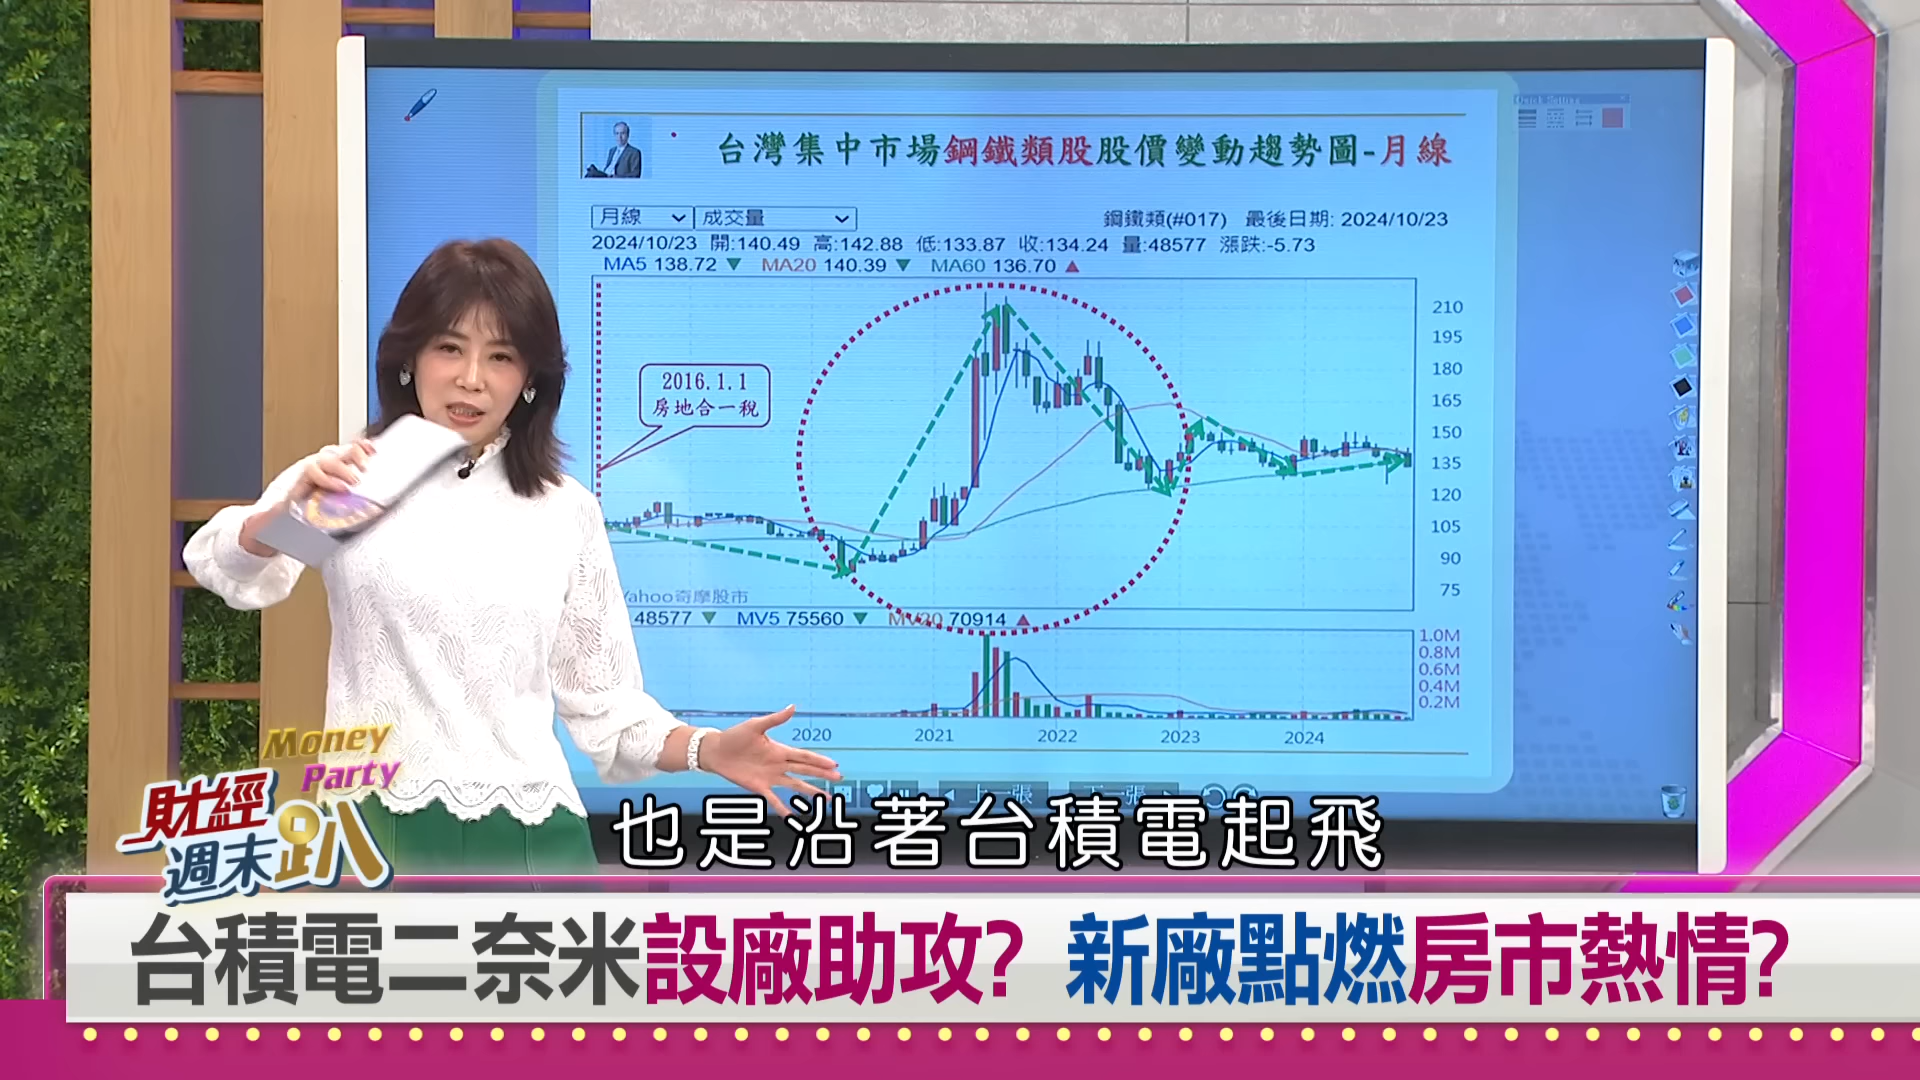 台灣集中市場鋼鐵類股股價變動趨勢圖-月線
月線 成交量 鋼鐵類(#017) 最後日期: 2024/10/23
2024/10/23 開:140.49 高:142.88 低:133.87 收:134.24 量:48577 漲跌:-5.73
MA5 138.72 ▼ MA20 140.39 ▼ MA60 136.70 ▲
210
195
180
165
150
135
120
105
90
75
2016.1.1
房地合一稅
ahoo奇摩股市
48577 ▼ MV5 75560 ▼ MV20 70914 ▲
1.0M
0.8M
0.6M
0.4M
0.2M
2020 2021 2022 2023 2024
上一張 下一張
也是沿著台積電起飛
Money
Party
財經
週末趴
台積電二奈米設廠助攻? 新廠點燃房市熱情?